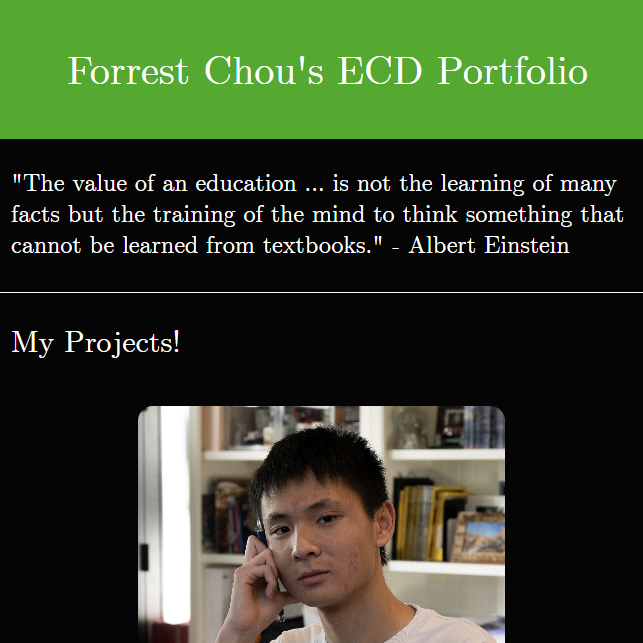 Forrest Chou's ECD Portfolio
"The value of an education ... is not the learning of many
facts but the training of the mind to think something that
cannot be learned from textbooks." - Albert Einstein
My Projects!